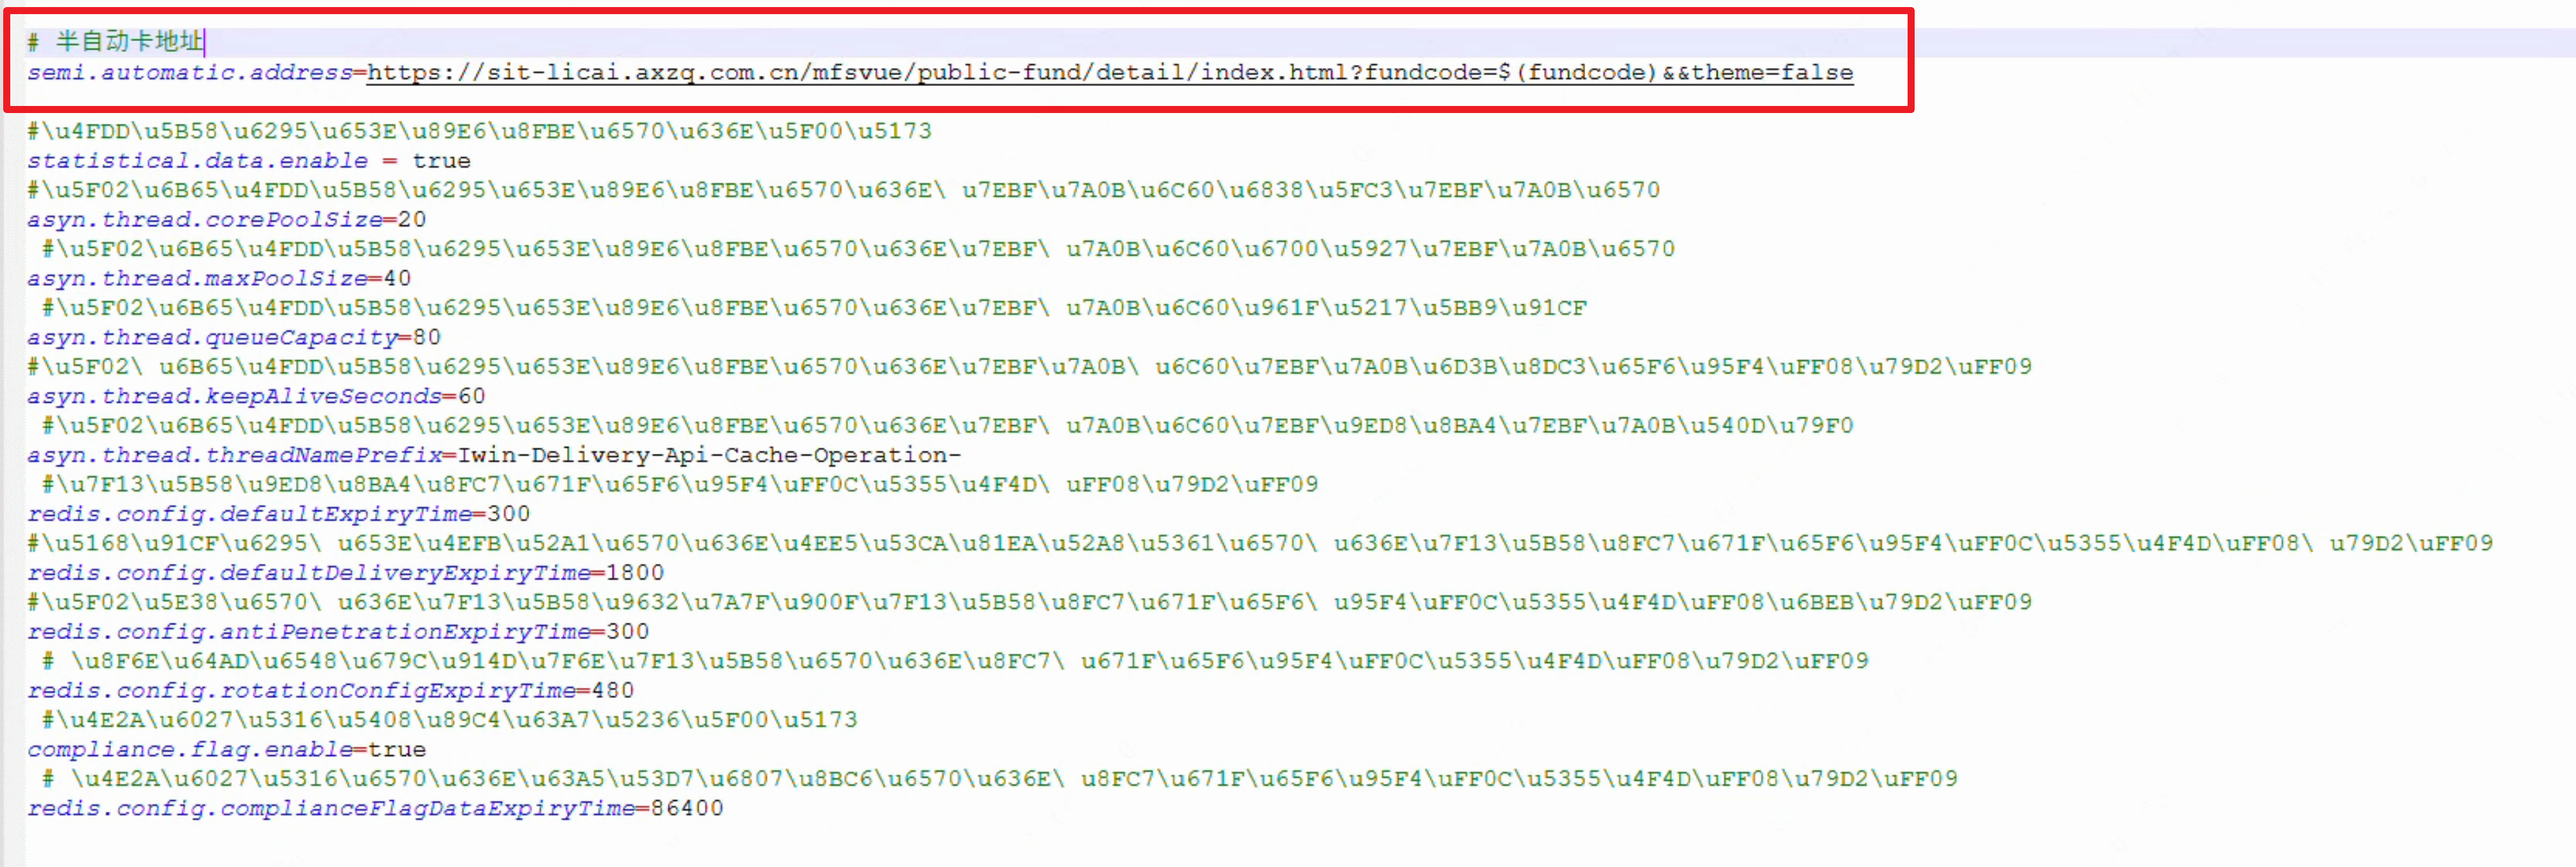 # 半自动卡地址
semi.automatic.address=https://sit-licai.axzq.com.cn/mfsvue/public-fund/detail/index.html?fundcode=$(fundcode)&&theme=false
#\u4FDD\u5B58\u6295\u653E\u89E6\u8FBE\u6570\u636E\u5F00\u5173
statistical.data.enable = true
#\u5F02\u6B65\u4FDD\u5B58\u6295\u653E\u89E6\u8FBE\u6570\u636E\ u7EBF\u7A0B\u6C60\u6838\u5FC3\u7EBF\u7A0B\u6570
asyn.thread.corePoolSize=20
#\u5F02\u6B65\u4FDD\u5B58\u6295\u653E\u89E6\u8FBE\u6570\u636E\u7EBF\ u7A0B\u6C60\u6700\u5927\u7EBF\u7A0B\u6570
asyn.thread.maxPoolSize=40
#\u5F02\u6B65\u4FDD\u5B58\u6295\u653E\u89E6\u8FBE\u6570\u636E\u7EBF\ u7A0B\u6C60\u961F\u5217\u5BB9\u91CF
asyn.thread.queueCapacity=80
#\u5F02\ u6B65\u4FDD\u5B58\u6295\u653E\u89E6\u8FBE\u6570\u636E\u7EBF\u7A0B\ u6C60\u7EBF\u7A0B\u6D3B\u8DC3\u65F6\u95F4\uFF08\u79D2\uFF09
asyn.thread.keepAliveSeconds=60
#\u5F02\u6B65\u4FDD\u5B58\u6295\u653E\u89E6\u8FBE\u6570\u636E\u7EBF\ u7A0B\u6C60\u7EBF\u9ED8\u8BA4\u7EBF\u7A0B\u540D\u79F0
asyn.thread.threadNamePrefix=Iwin-Delivery-Api-Cache-Operation-
#\u7F13\u5B58\u9ED8\u8BA4\u8FC7\u671F\u65F6\u95F4\uFF0C\u5355\u4F4D\ uFF08\u79D2\uFF09
redis.config.defaultExpiryTime=300
#\u5168\u91CF\u6295\ u653E\u4EFB\u52A1\u6570\u636E\u4EE5\u53CA\u81EA\u52A8\u5361\u6570\ u636E\u7F13\u5B58\u8FC7\u671F\u65F6\u95F4\uFF0C\u5355\u4F4D\uFF08\ u79D2\uFF09
redis.config.defaultDeliveryExpiryTime=1800
#\u5F02\u5E38\u6570\ u636E\u7F13\u5B58\u9632\u7A7F\u900F\u7F13\u5B58\u8FC7\u671F\u65F6\ u95F4\uFF0C\u5355\u4F4D\uFF08\u6BEB\u79D2\uFF09
redis.config.antiPenetrationExpiryTime=300
# \u8F6E\u64AD\u6548\u679C\u914D\u7F6E\u7F13\u5B58\u6570\u636E\u8FC7\ u671F\u65F6\u95F4\uFF0C\u5355\u4F4D\uFF08\u79D2\uFF09
redis.config.rotationConfigExpiryTime=480
#\u4E2A\u6027\u5316\u5408\u89C4\u63A7\u5236\u5F00\u5173
compliance.flag.enable=true
# \u4E2A\u6027\u5316\u6570\u636E\u63A5\u53D7\u6807\u8BC6\u6570\u636E\ u8FC7\u671F\u65F6\u95F4\uFF0C\u5355\u4F4D\uFF08\u79D2\uFF09
redis.config.complianceFlagDataExpiryTime=86400